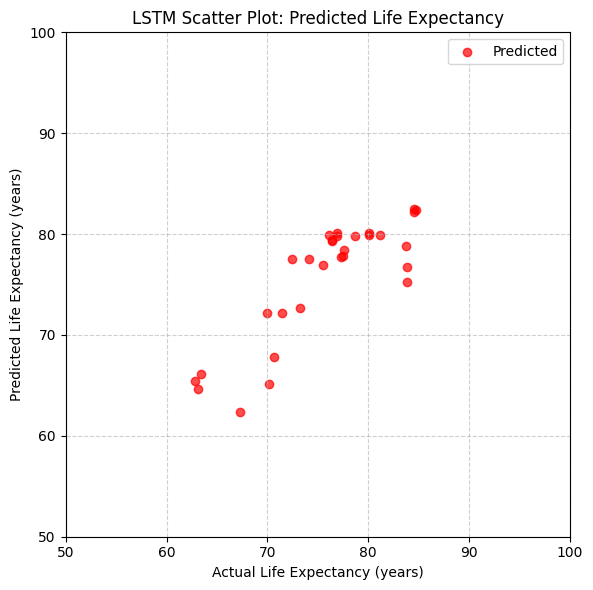 LSTM Scatter Plot: Predicted Life Expectancy
Predicted
100
90
80
70
60
50
Predicted Life Expectancy (years)
50 60 70 80 90 100
Actual Life Expectancy (years)